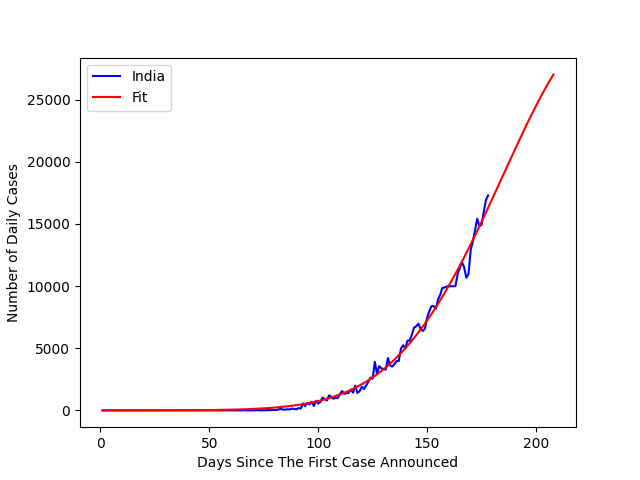 India
Fit
25000
20000
15000
10000
5000
0
Number of Daily Cases
0 50 100 150 200
Days Since The First Case Announced